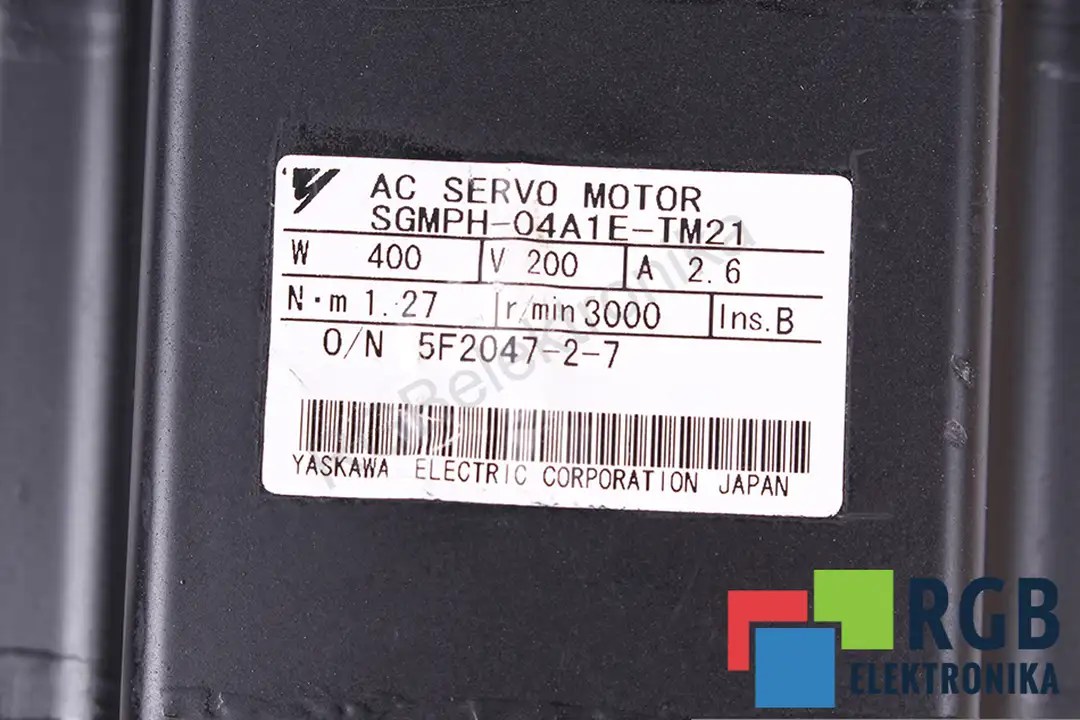 AC SERVO MOTOR
SGMPH-04A1E-TM21
W 400 V 200 A 2.6
N·m 1.27 r/min 3000 Ins.B
O/N 5F2047-2-7
YASKAWA ELECTRIC CORPORATION JAPAN
RGB
ELEKTRONIKA